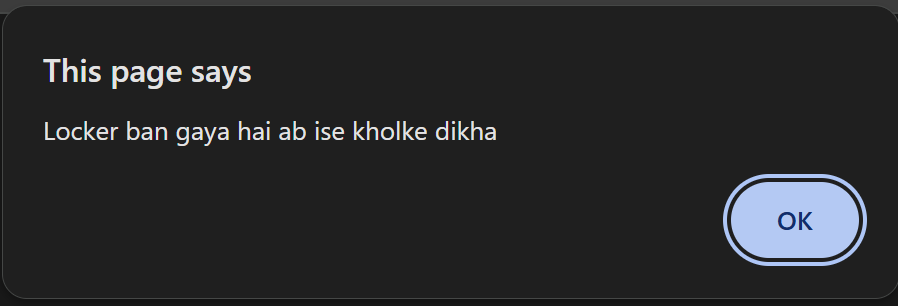 This page says
Locker ban gaya hai ab ise kholke dikha
OK